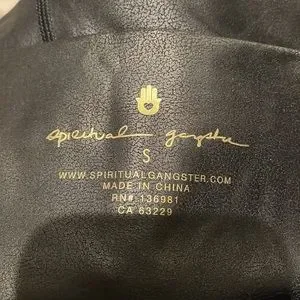 spiritual gangster
S
WWW.SPIRITUALGANGSTER.COM
MADE IN CHINA
RN# 136981
CA 63229